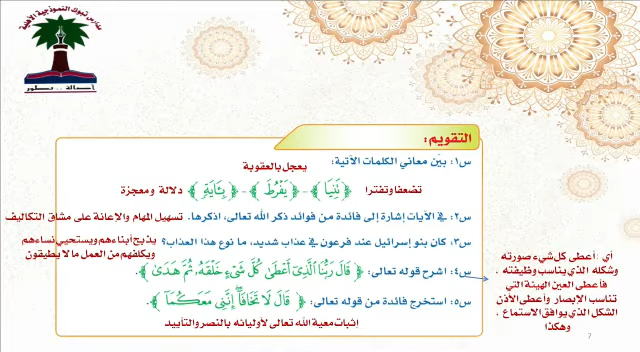 مدارس تبوك النموذجية الأهلية
أصالة .. تطور
التقويم:
س١: بيّن معاني الكلمات الآتية:
يعجل بالعقوبة
﴿ تَنِيَا ﴾ - ﴿ يَفْرُطَ ﴾ - ﴿ بِـَٔايَةٍ ﴾
تضعفا وتفترا
دلالة ومعجزة
س٢: في الآيات إشارة إلى فائدة من فوائد ذكر الله تعالى، اذكرها.
تسهيل المهام والاعانة على مشاق التكاليف
س٣: كان بنو إسرائيل عند فرعون في عذاب شديد، ما نوع هذا العذاب؟
يذبح أبناءهم ويستحيي نساءهم
ويكلفهم من العمل ما لا يطيقون
س٤: اشرح قوله تعالى: ﴿ قَالَ رَبُّنَا ٱلَّذِىٓ أَعْطَىٰ كُلَّ شَىْءٍ خَلْقَهُۥ ثُمَّ هَدَىٰ ﴾.
أي : أعطى كل شيء صورته
وشكله الذي يناسب وظيفته .
فأعطى العين الهيئة التي
تناسب الإبصار وأعطى الأذن
الشكل الذي يوافق الاستماع .
وهكذا
س٥: استخرج فائدة من قوله تعالى: ﴿ قَالَ لَا تَخَافَآ ۖ إِنَّنِى مَعَكُمَآ ﴾.
إثبات معية الله تعالى لأوليائه بالنصر والتأييد
7